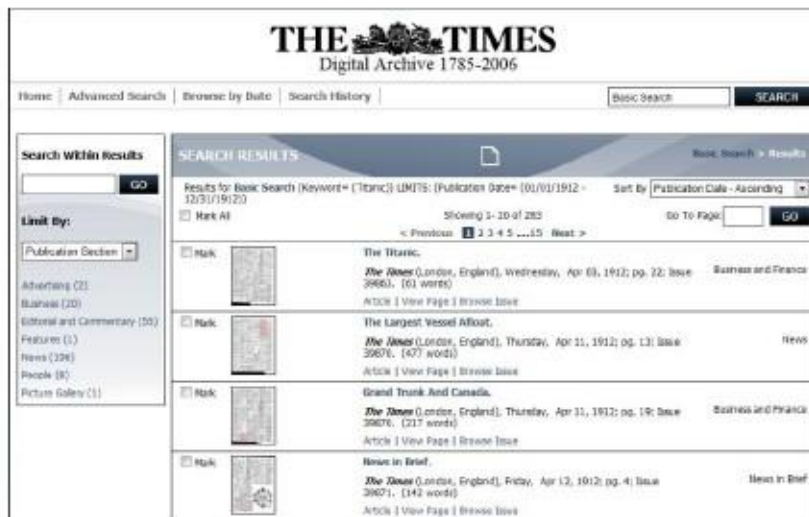 THE TIMES
Digital Archive 1785-2006
Home | Advanced Search | Browse by Date | Search History |
Basic Search
SEARCH
Search Within Results
GO
Limit By:
Publication Section
Advertising (2)
Business (20)
Editorial and Commentary (55)
Features (1)
News (196)
People (8)
Picture Gallery (1)
SEARCH RESULTS
Basic Search > Results
Results for Basic Search (Keyword= (Titanic)) LIMITS: (Publication Date= (01/01/1912 -
12/31/1912))
Sort By Publication Date - Ascending
Mark All
Showing 1- 20 of 283
Go To Page: GO
< Previous 1 2 3 4 5 ...15 Next >
Mark
The Titanic.
The Times (London, England), Wednesday, Apr 03, 1912; pg. 22; Issue
39863. (61 words)
Business and Finance
Article | View Page | Browse Issue
Mark
The Largest Vessel Afloat.
The Times (London, England), Thursday, Apr 11, 1912; pg. 13; Issue
39870. (477 words)
News
Article | View Page | Browse Issue
Mark
Grand Trunk And Canada.
The Times (London, England), Thursday, Apr 11, 1912; pg. 19; Issue
39870. (217 words)
Business and Finance
Article | View Page | Browse Issue
Mark
News in Brief.
The Times (London, England), Friday, Apr 12, 1912; pg. 4; Issue
39871. (142 words)
News in Brief
Article | View Page | Browse Issue